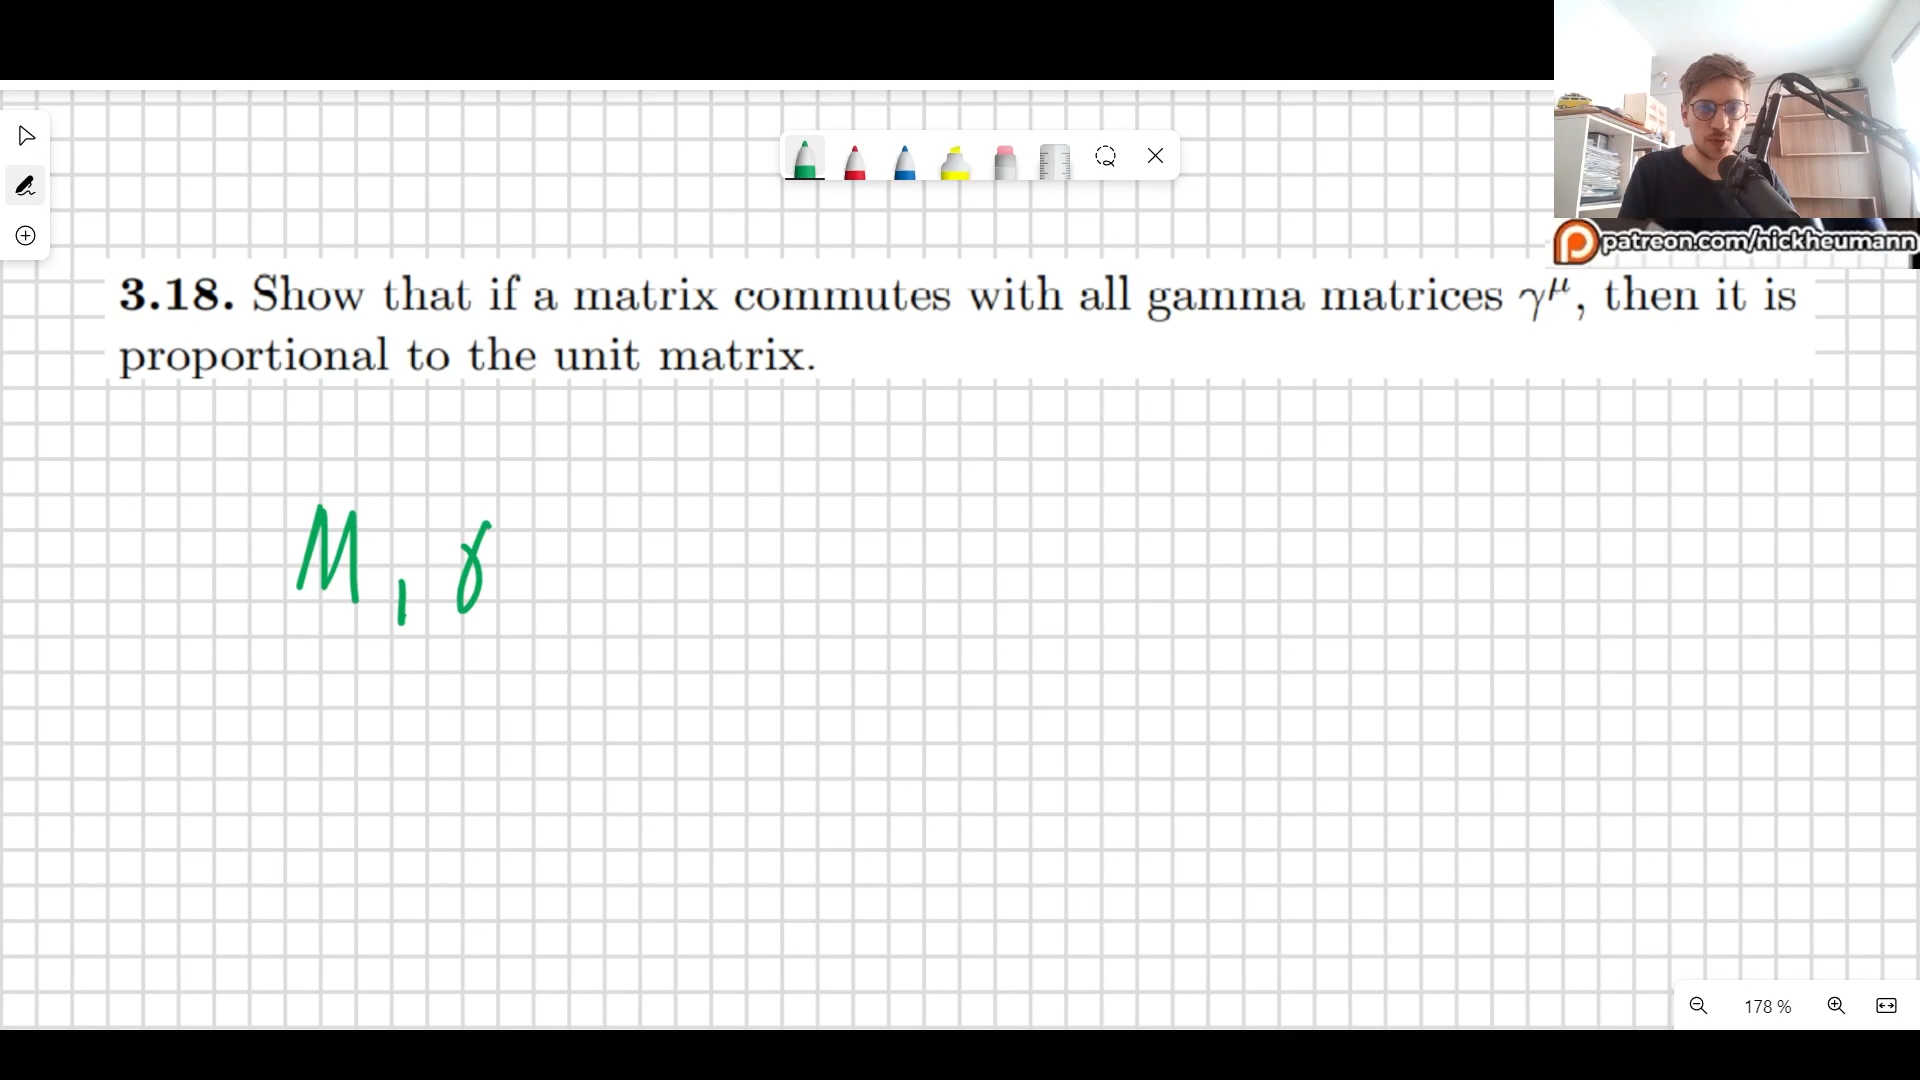 patreon.com/nickheumann
3.18. Show that if a matrix commutes with all gamma matrices γ^μ, then it is
proportional to the unit matrix.
M, γ
178 %